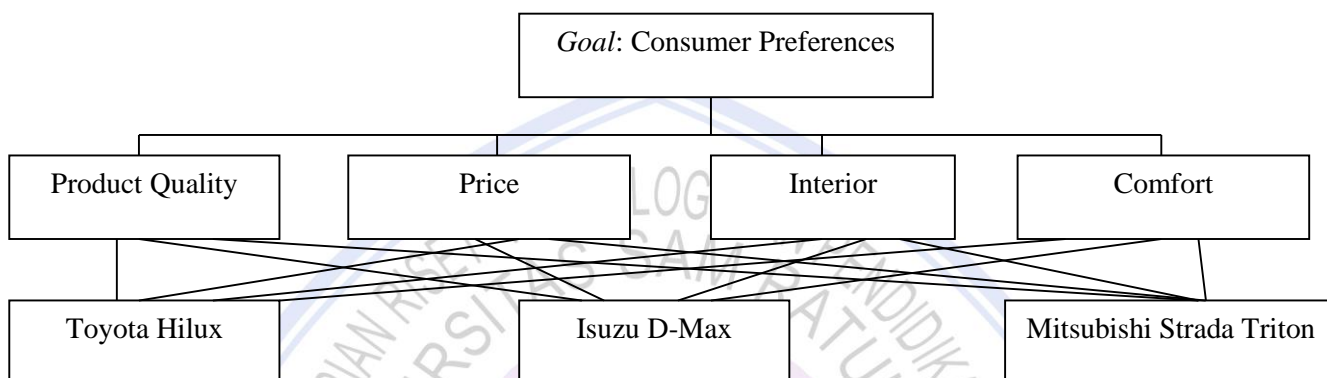 Goal: Consumer Preferences
Product Quality
Price
Interior
Comfort
Toyota Hilux
Isuzu D-Max
Mitsubishi Strada Triton